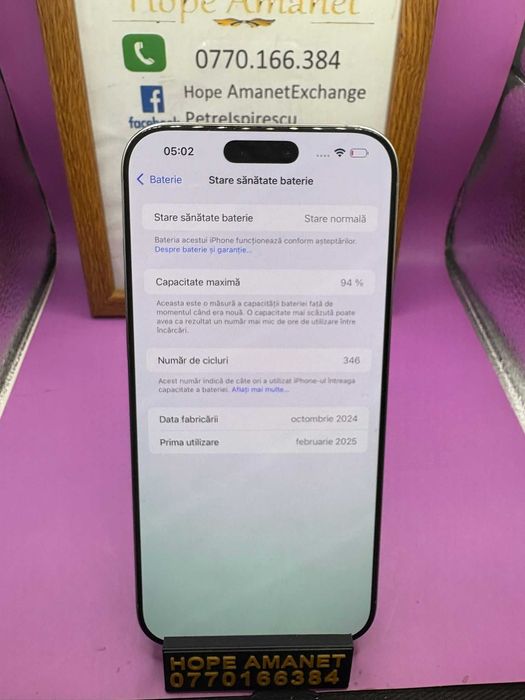 Hope Amanet
0770.166.384
Hope AmanetExchange
facebook PetreIspirescu
05:02
Baterie
Stare sănătate baterie
Stare sănătate baterie Stare normală
Bateria acestui iPhone funcționează conform așteptărilor.
Despre baterie și garanție...
Capacitate maximă 94 %
Aceasta este o măsură a capacității bateriei față de
momentul când era nouă. O capacitate mai scăzută poate
avea ca rezultat un număr mai mic de ore de utilizare între
încărcări.
Număr de cicluri 346
Acest număr indică de câte ori a utilizat iPhone-ul întreaga
capacitate a bateriei. Aflați mai multe...
Data fabricării octombrie 2024
Prima utilizare februarie 2025
HOPE AMANET
0770166384